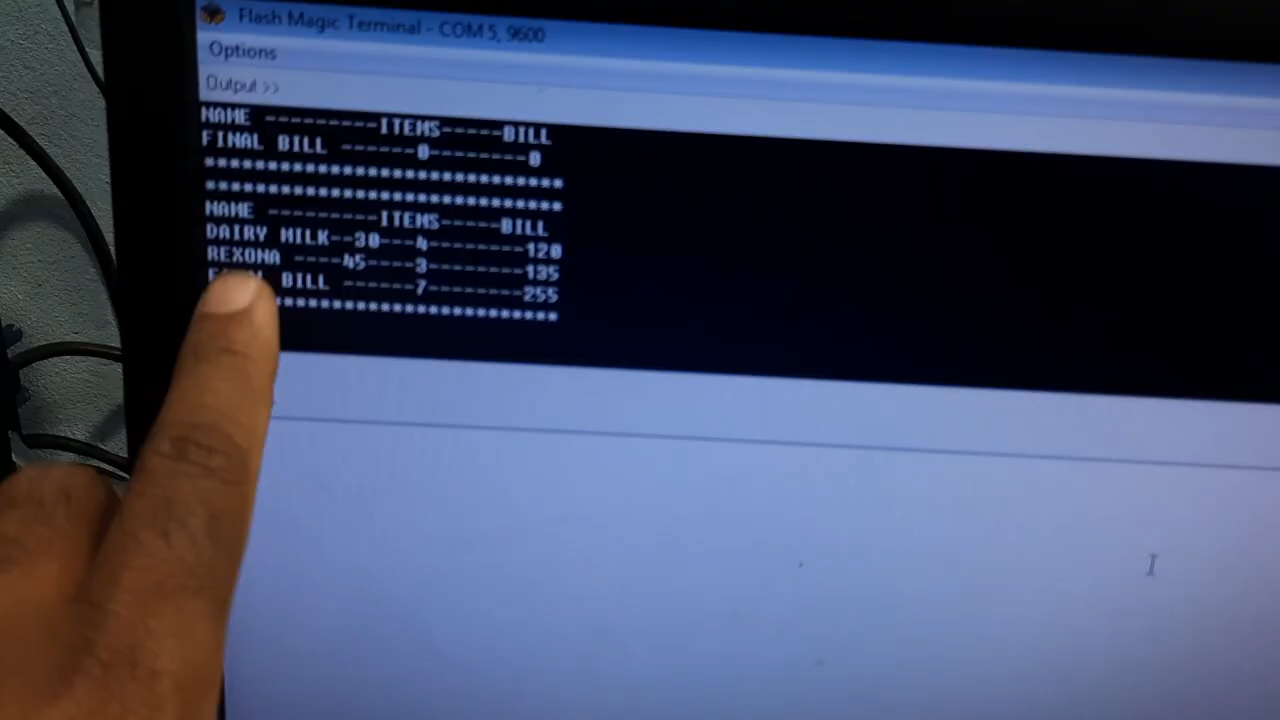 Flash Magic Terminal - COM 5, 9600
Options
Output >>
NAME ---------ITEMS-----BILL
FINAL BILL ------0--------0
****************************
****************************
NAME ---------ITEMS-----BILL
DAIRY MILK--30---4--------120
REXONA ----45----3--------135
BILL ------7--------255
**********************